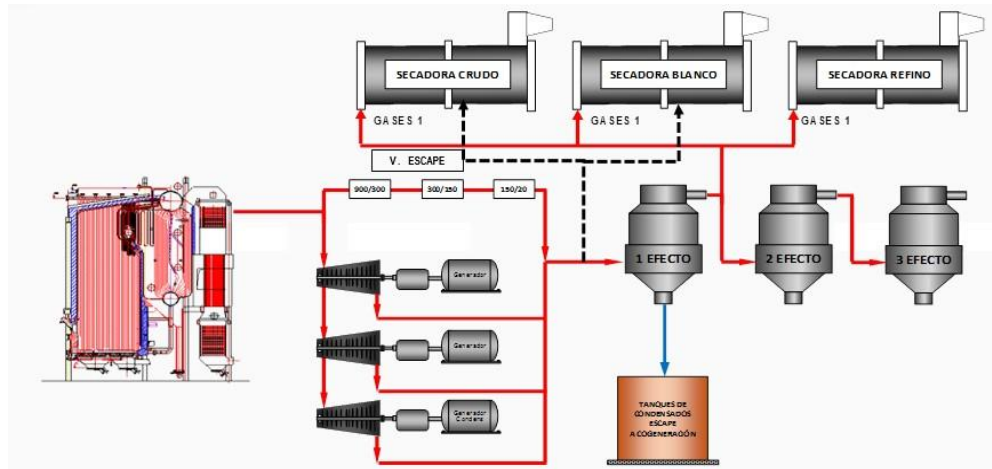 SECADORA CRUDO
SECADORA BLANCO
SECADORA REFINO
GASES 1
GASES 1
GASES 1
V. ESCAPE
900/300
300/150
150/20
Generador
Generador
Generador
Condens
1 EFECTO
2 EFECTO
3 EFECTO
TANQUES DE
CONDENSADOS
ESCAPE
A COGENERACIÓN